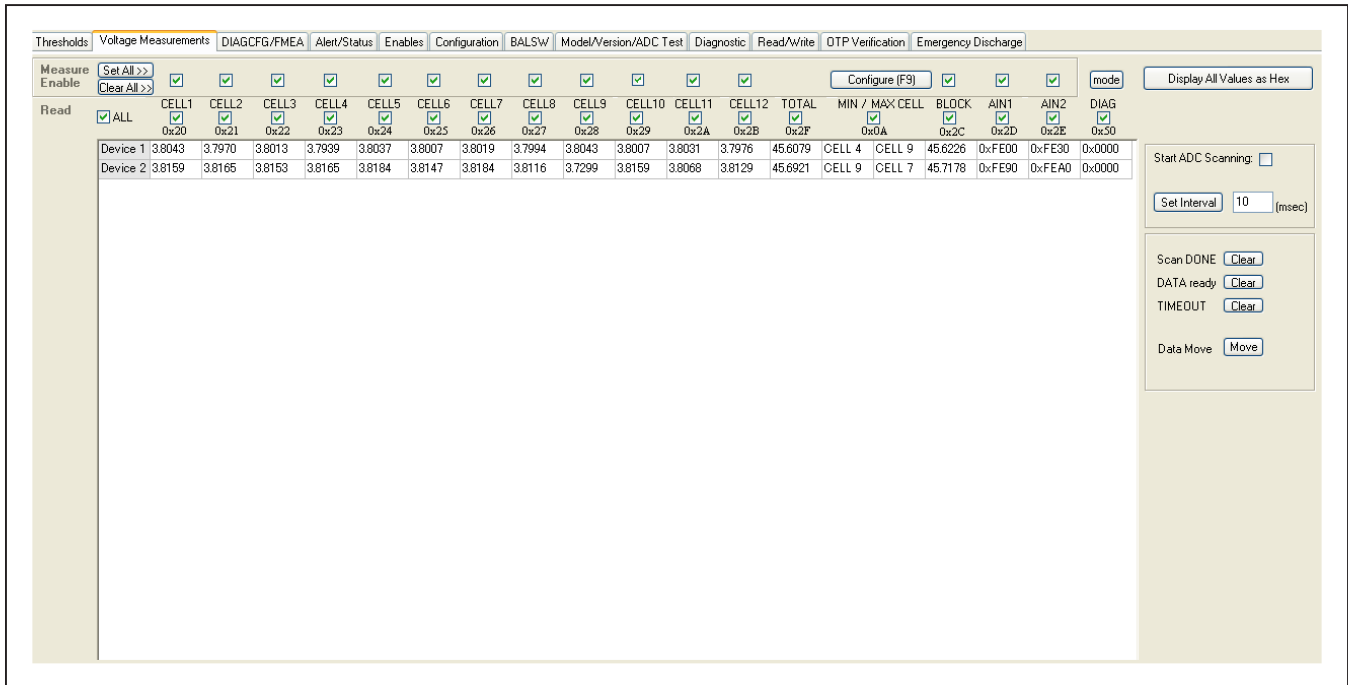 Thresholds Voltage Measurements DIAGCFG/FMEA Alert/Status Enables Configuration BALSW Model/Version/ADC Test Diagnostic Read/Write OTP Verification Emergency Discharge
Measure Enable Set All >> Clear All >> Configure (F9) mode Display All Values as Hex
Read ALL CELL1 CELL2 CELL3 CELL4 CELL5 CELL6 CELL7 CELL8 CELL9 CELL10 CELL11 CELL12 TOTAL MIN / MAX CELL BLOCK AIN1 AIN2 DIAG
0x20 0x21 0x22 0x23 0x24 0x25 0x26 0x27 0x28 0x29 0x2A 0x2B 0x2F 0x0A 0x2C 0x2D 0x2E 0x50
Device 1 3.8043 3.7970 3.8013 3.7939 3.8037 3.8007 3.8019 3.7994 3.8043 3.8007 3.8031 3.7976 45.6079 CELL 4 CELL 9 45.6226 0xFE00 0xFE30 0x0000
Device 2 3.8159 3.8165 3.8153 3.8165 3.8184 3.8147 3.8184 3.8116 3.7299 3.8159 3.8068 3.8129 45.6921 CELL 9 CELL 7 45.7178 0xFE90 0xFEA0 0x0000
Start ADC Scanning:
Set Interval 10 (msec)
Scan DONE Clear
DATA ready Clear
TIMEOUT Clear
Data Move Move